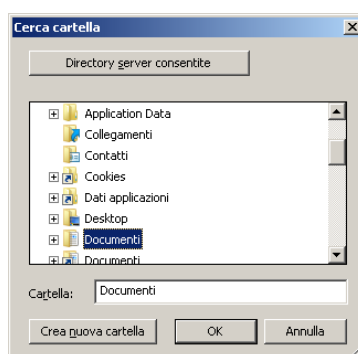 Cerca cartella
Directory server consentite
Application Data
Collegamenti
Contatti
Cookies
Dati applicazioni
Desktop
Documenti
Documenti
Cartella: Documenti
Crea nuova cartella OK Annulla